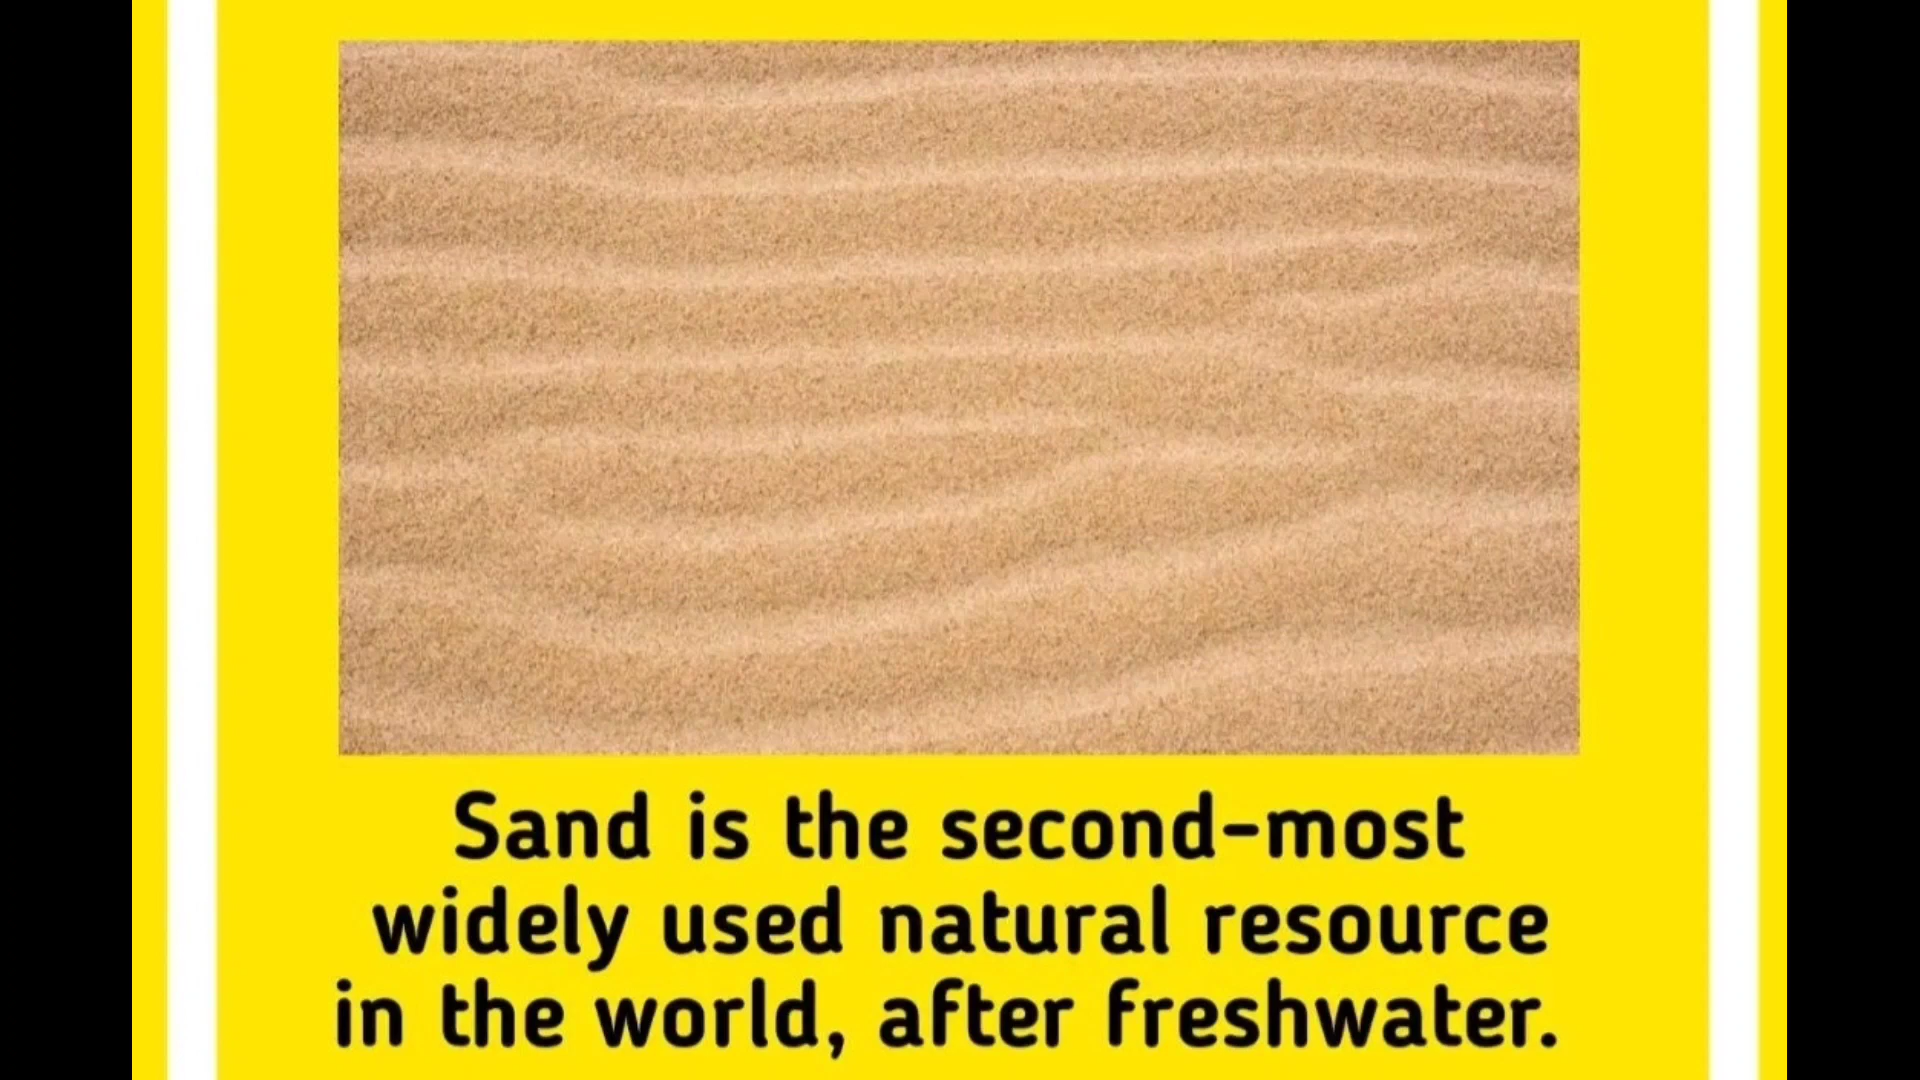 Sand is the second-most
widely used natural resource
in the world, after freshwater.